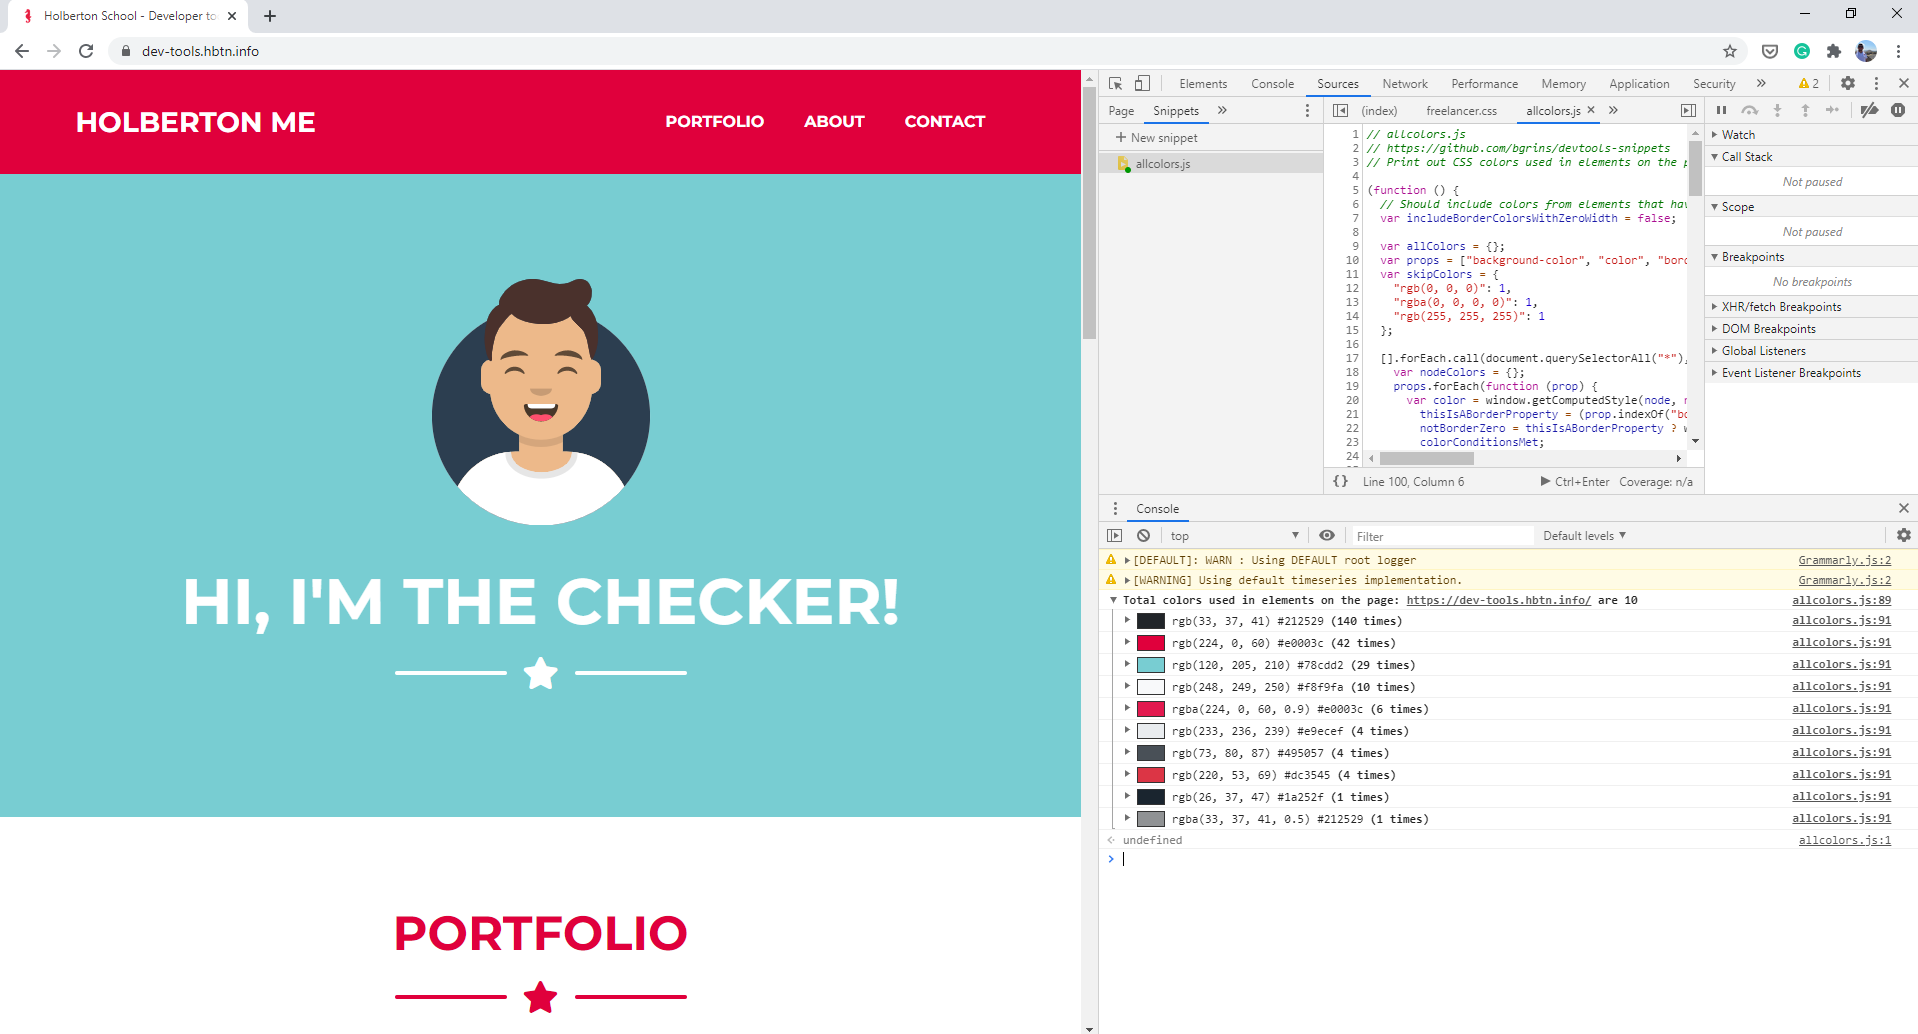 Holberton School - Developer to
dev-tools.hbtn.info
HOLBERTON ME
PORTFOLIO ABOUT CONTACT
HI, I'M THE CHECKER!
PORTFOLIO
Elements Console Sources Network Performance Memory Application Security » 2
Page Snippets »
+ New snippet
allcolors.js
(index) freelancer.css allcolors.js »
1 // allcolors.js
2 // https://github.com/bgrins/devtools-snippets
3 // Print out CSS colors used in elements on the p
4
5 (function () {
6 // Should include colors from elements that hav
7 var includeBorderColorsWithZeroWidth = false;
8
9 var allColors = {};
10 var props = ["background-color", "color", "bord
11 var skipColors = {
12 "rgb(0, 0, 0)": 1,
13 "rgba(0, 0, 0, 0)": 1,
14 "rgb(255, 255, 255)": 1
15 };
16
17 [].forEach.call(document.querySelectorAll("*"),
18 var nodeColors = {};
19 props.forEach(function (prop) {
20 var color = window.getComputedStyle(node, n
21 thisIsABorderProperty = (prop.indexOf("bo
22 notBorderZero = thisIsABorderProperty ? w
23 colorConditionsMet;
24
{} Line 100, Column 6 Ctrl+Enter Coverage: n/a
Watch
Call Stack
Not paused
Scope
Not paused
Breakpoints
No breakpoints
XHR/fetch Breakpoints
DOM Breakpoints
Global Listeners
Event Listener Breakpoints
Console
top Filter Default levels
[DEFAULT]: WARN : Using DEFAULT root logger Grammarly.js:2
[WARNING] Using default timeseries implementation. Grammarly.js:2
Total colors used in elements on the page: https://dev-tools.hbtn.info/ are 10 allcolors.js:89
rgb(33, 37, 41) #212529 (140 times) allcolors.js:91
rgb(224, 0, 60) #e0003c (42 times) allcolors.js:91
rgb(120, 205, 210) #78cdd2 (29 times) allcolors.js:91
rgb(248, 249, 250) #f8f9fa (10 times) allcolors.js:91
rgba(224, 0, 60, 0.9) #e0003c (6 times) allcolors.js:91
rgb(233, 236, 239) #e9ecef (4 times) allcolors.js:91
rgb(73, 80, 87) #495057 (4 times) allcolors.js:91
rgb(220, 53, 69) #dc3545 (4 times) allcolors.js:91
rgb(26, 37, 47) #1a252f (1 times) allcolors.js:91
rgba(33, 37, 41, 0.5) #212529 (1 times) allcolors.js:91
undefined allcolors.js:1